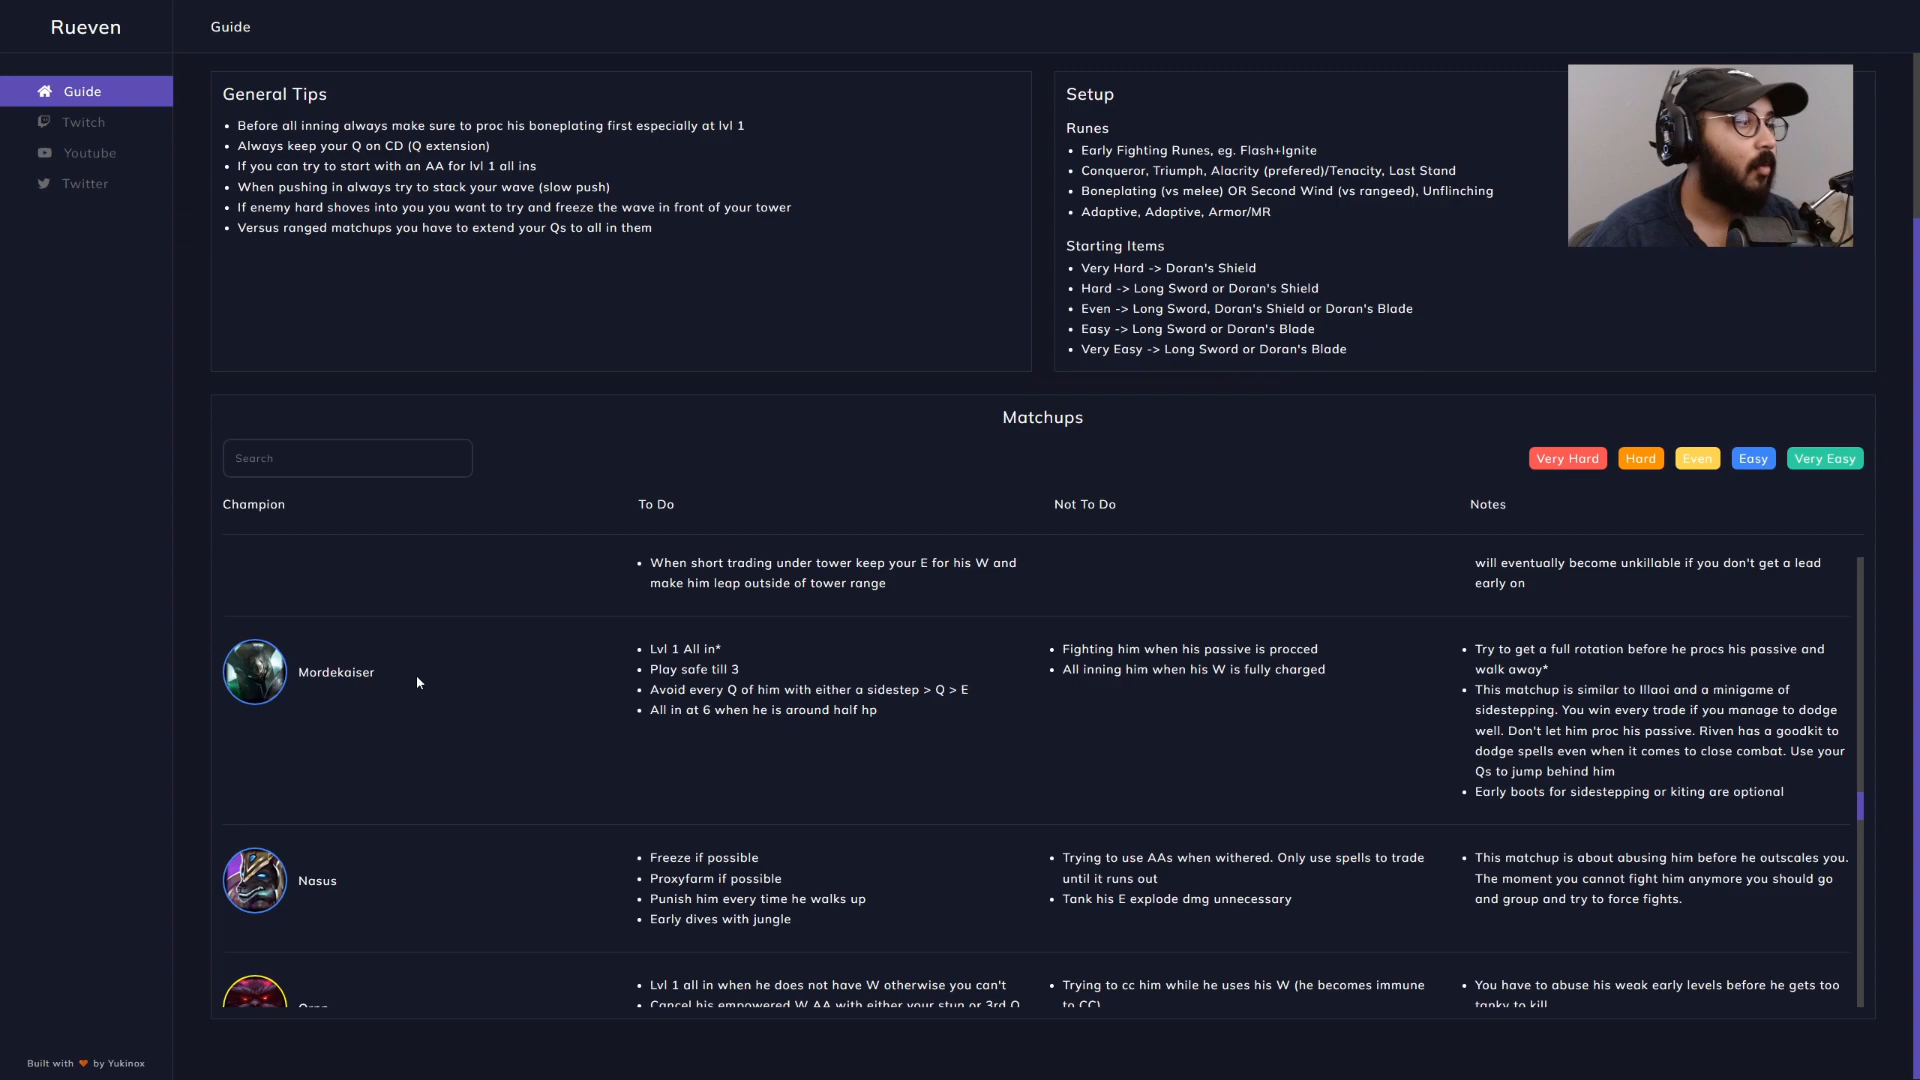 Rueven
Guide
Guide
Twitch
Youtube
Twitter
General Tips
Before all inning always make sure to proc his boneplating first especially at lvl 1
Always keep your Q on CD (Q extension)
If you can try to start with an AA for lvl 1 all ins
When pushing in always try to stack your wave (slow push)
If enemy hard shoves into you you want to try and freeze the wave in front of your tower
Versus ranged matchups you have to extend your Qs to all in them
Setup
Runes
Early Fighting Runes, eg. Flash+Ignite
Conqueror, Triumph, Alacrity (prefered)/Tenacity, Last Stand
Boneplating (vs melee) OR Second Wind (vs rangeed), Unflinching
Adaptive, Adaptive, Armor/MR
Starting Items
Very Hard -> Doran's Shield
Hard -> Long Sword or Doran's Shield
Even -> Long Sword, Doran's Shield or Doran's Blade
Easy -> Long Sword or Doran's Blade
Very Easy -> Long Sword or Doran's Blade
Matchups
Search
Very Hard
Hard
Even
Easy
Very Easy
Champion
To Do
Not To Do
Notes
When short trading under tower keep your E for his W and
make him leap outside of tower range
will eventually become unkillable if you don't get a lead
early on
Mordekaiser
Lvl 1 All in*
Play safe till 3
Avoid every Q of him with either a sidestep > Q > E
All in at 6 when he is around half hp
Fighting him when his passive is procced
All inning him when his W is fully charged
Try to get a full rotation before he procs his passive and
walk away*
This matchup is similar to Illaoi and a minigame of
sidestepping. You win every trade if you manage to dodge
well. Don't let him proc his passive. Riven has a goodkit to
dodge spells even when it comes to close combat. Use your
Qs to jump behind him
Early boots for sidestepping or kiting are optional
Nasus
Freeze if possible
Proxyfarm if possible
Punish him every time he walks up
Early dives with jungle
Trying to use AAs when withered. Only use spells to trade
until it runs out
Tank his E explode dmg unnecessary
This matchup is about abusing him before he outscales you.
The moment you cannot fight him anymore you should go
and group and try to force fights.
Ornn
Lvl 1 all in when he does not have W otherwise you can't
Cancel his empowered W AA with either your stun or 3rd Q
Trying to cc him while he uses his W (he becomes immune
to CC)
You have to abuse his weak early levels before he gets too
tanky to kill
Built with ❤ by Yukinox